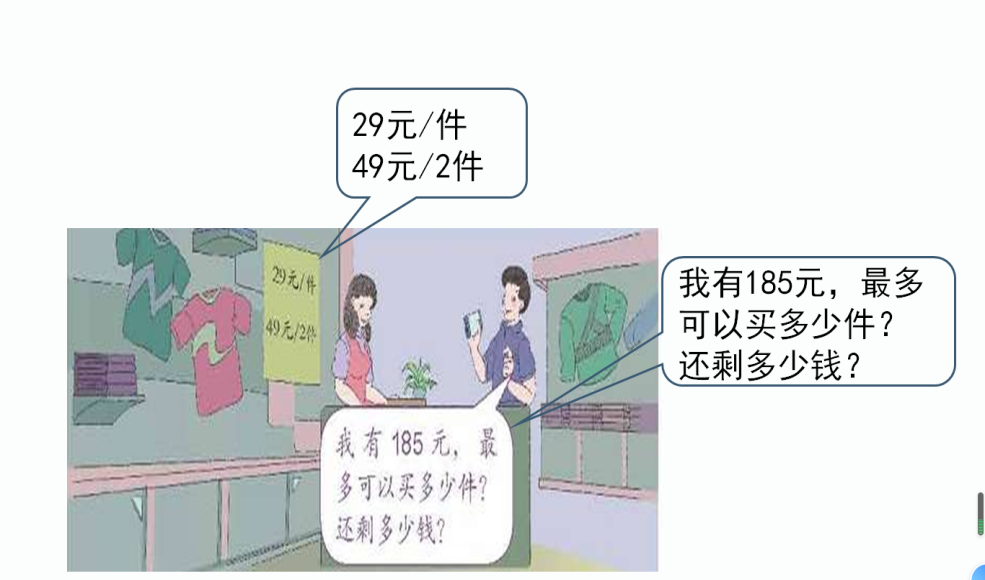 29元/件
49元/2件
29元/件
49元/2件
我有185元，最多
可以买多少件？
还剩多少钱？
我有185元，最
多可以买多少件？
还剩多少钱？